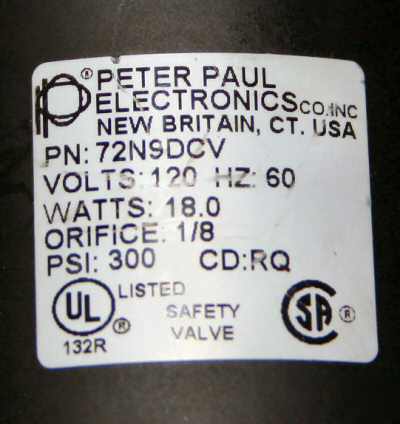 ® PETER PAUL
ELECTRONICS CO.INC
NEW BRITAIN, CT. USA
PN: 72N9DCV
VOLTS: 120 HZ: 60
WATTS: 18.0
ORIFICE: 1/8
PSI: 300 CD:RQ
UL ® LISTED
SAFETY
VALVE
132R
SA ®